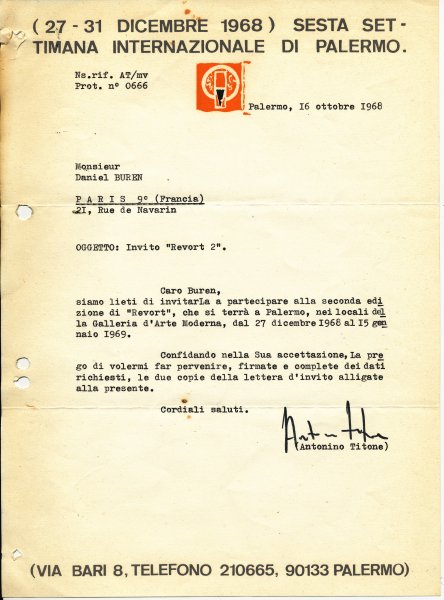 ( 27 - 31 DICEMBRE 1968 ) SESTA SET-
TIMANA INTERNAZIONALE DI PALERMO.
Ns.rif. AT/mv
Prot. n° 0666
Palermo, 16 ottobre 1968
Monsieur
Daniel BUREN
P A R I S  9° (Francia)
2I, Rue de Navarin
OGGETTO: Invito "Revort 2".
Caro Buren,
siamo lieti di invitarLa a partecipare alla seconda edi
zione di "Revort", che si terrà a Palermo, nei locali del
la Galleria d'Arte Moderna, dal 27 dicembre 1968 al I5 gen
naio 1969.
Confidando nella Sua accettazione, La pre
go di volermi far pervenire, firmate e complete dei dati
richiesti, le due copie della lettera d'invito alligate
alla presente.
Cordiali saluti.
(Antonino Titone)
(VIA BARI 8, TELEFONO 210665, 90133 PALERMO)